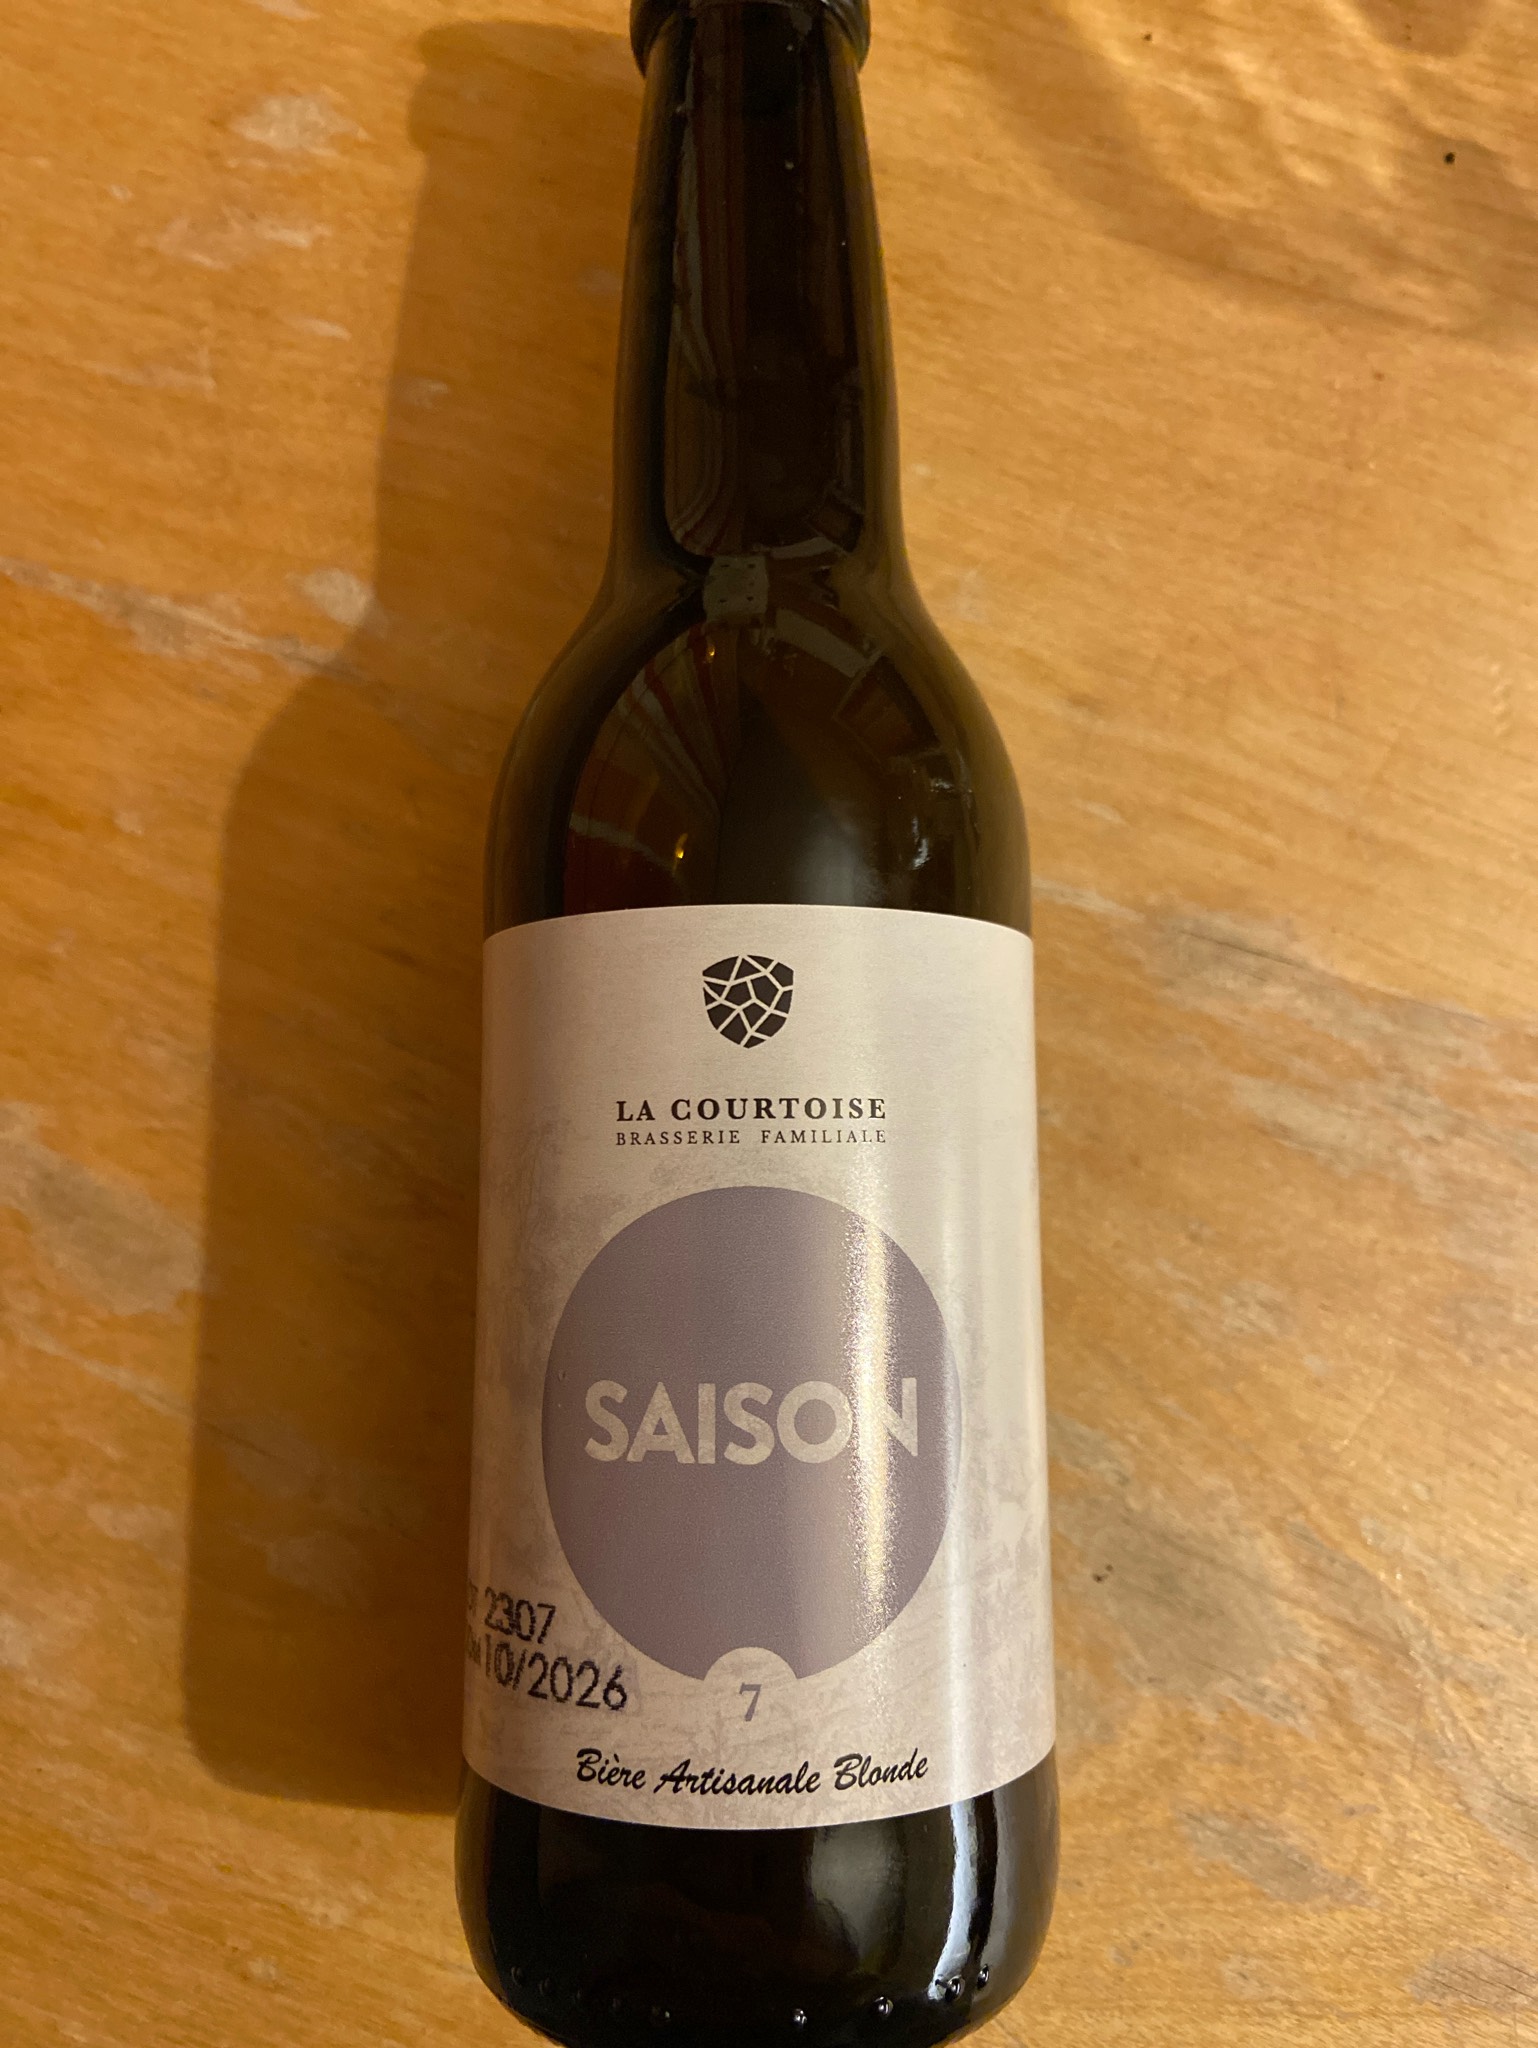 LA COURTOISE
BRASSERIE FAMILIALE
SAISON
2307
10/2026
7
Bière Artisanale Blonde